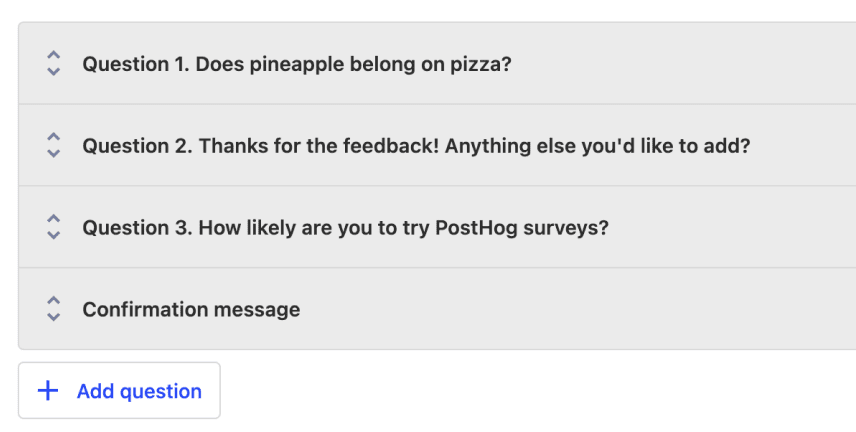 Question 1. Does pineapple belong on pizza?
Question 2. Thanks for the feedback! Anything else you'd like to add?
Question 3. How likely are you to try PostHog surveys?
Confirmation message
Add question